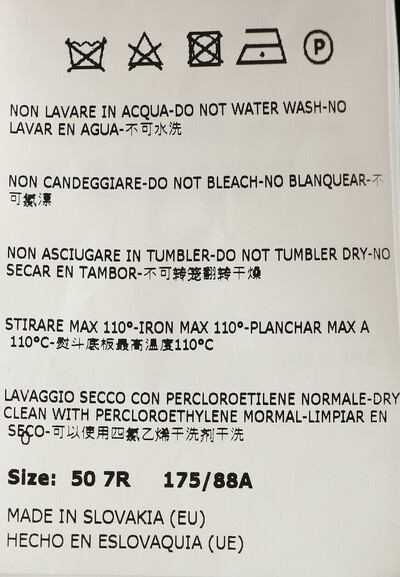 P
NON LAVARE IN ACQUA-DO NOT WATER WASH-NO
LAVAR EN AGUA-不可水洗
NON CANDEGGIARE-DO NOT BLEACH-NO BLANQUEAR-不
可氯漂
NON ASCIUGARE IN TUMBLER-DO NOT TUMBLER DRY-NO
SECAR EN TAMBOR-不可转笼翻转干燥
STIRARE MAX 110°-IRON MAX 110°-PLANCHAR MAX A
110°C-熨斗底板最高温度110°C
LAVAGGIO SECCO CON PERCLOROETILENE NORMALE-DRY
CLEAN WITH PERCLOROETHYLENE MORMAL-LIMPIAR EN
SECO-可以使用四氯乙烯干洗剂干洗
Size: 50 7R 175/88A
MADE IN SLOVAKIA (EU)
HECHO EN ESLOVAQUIA (UE)